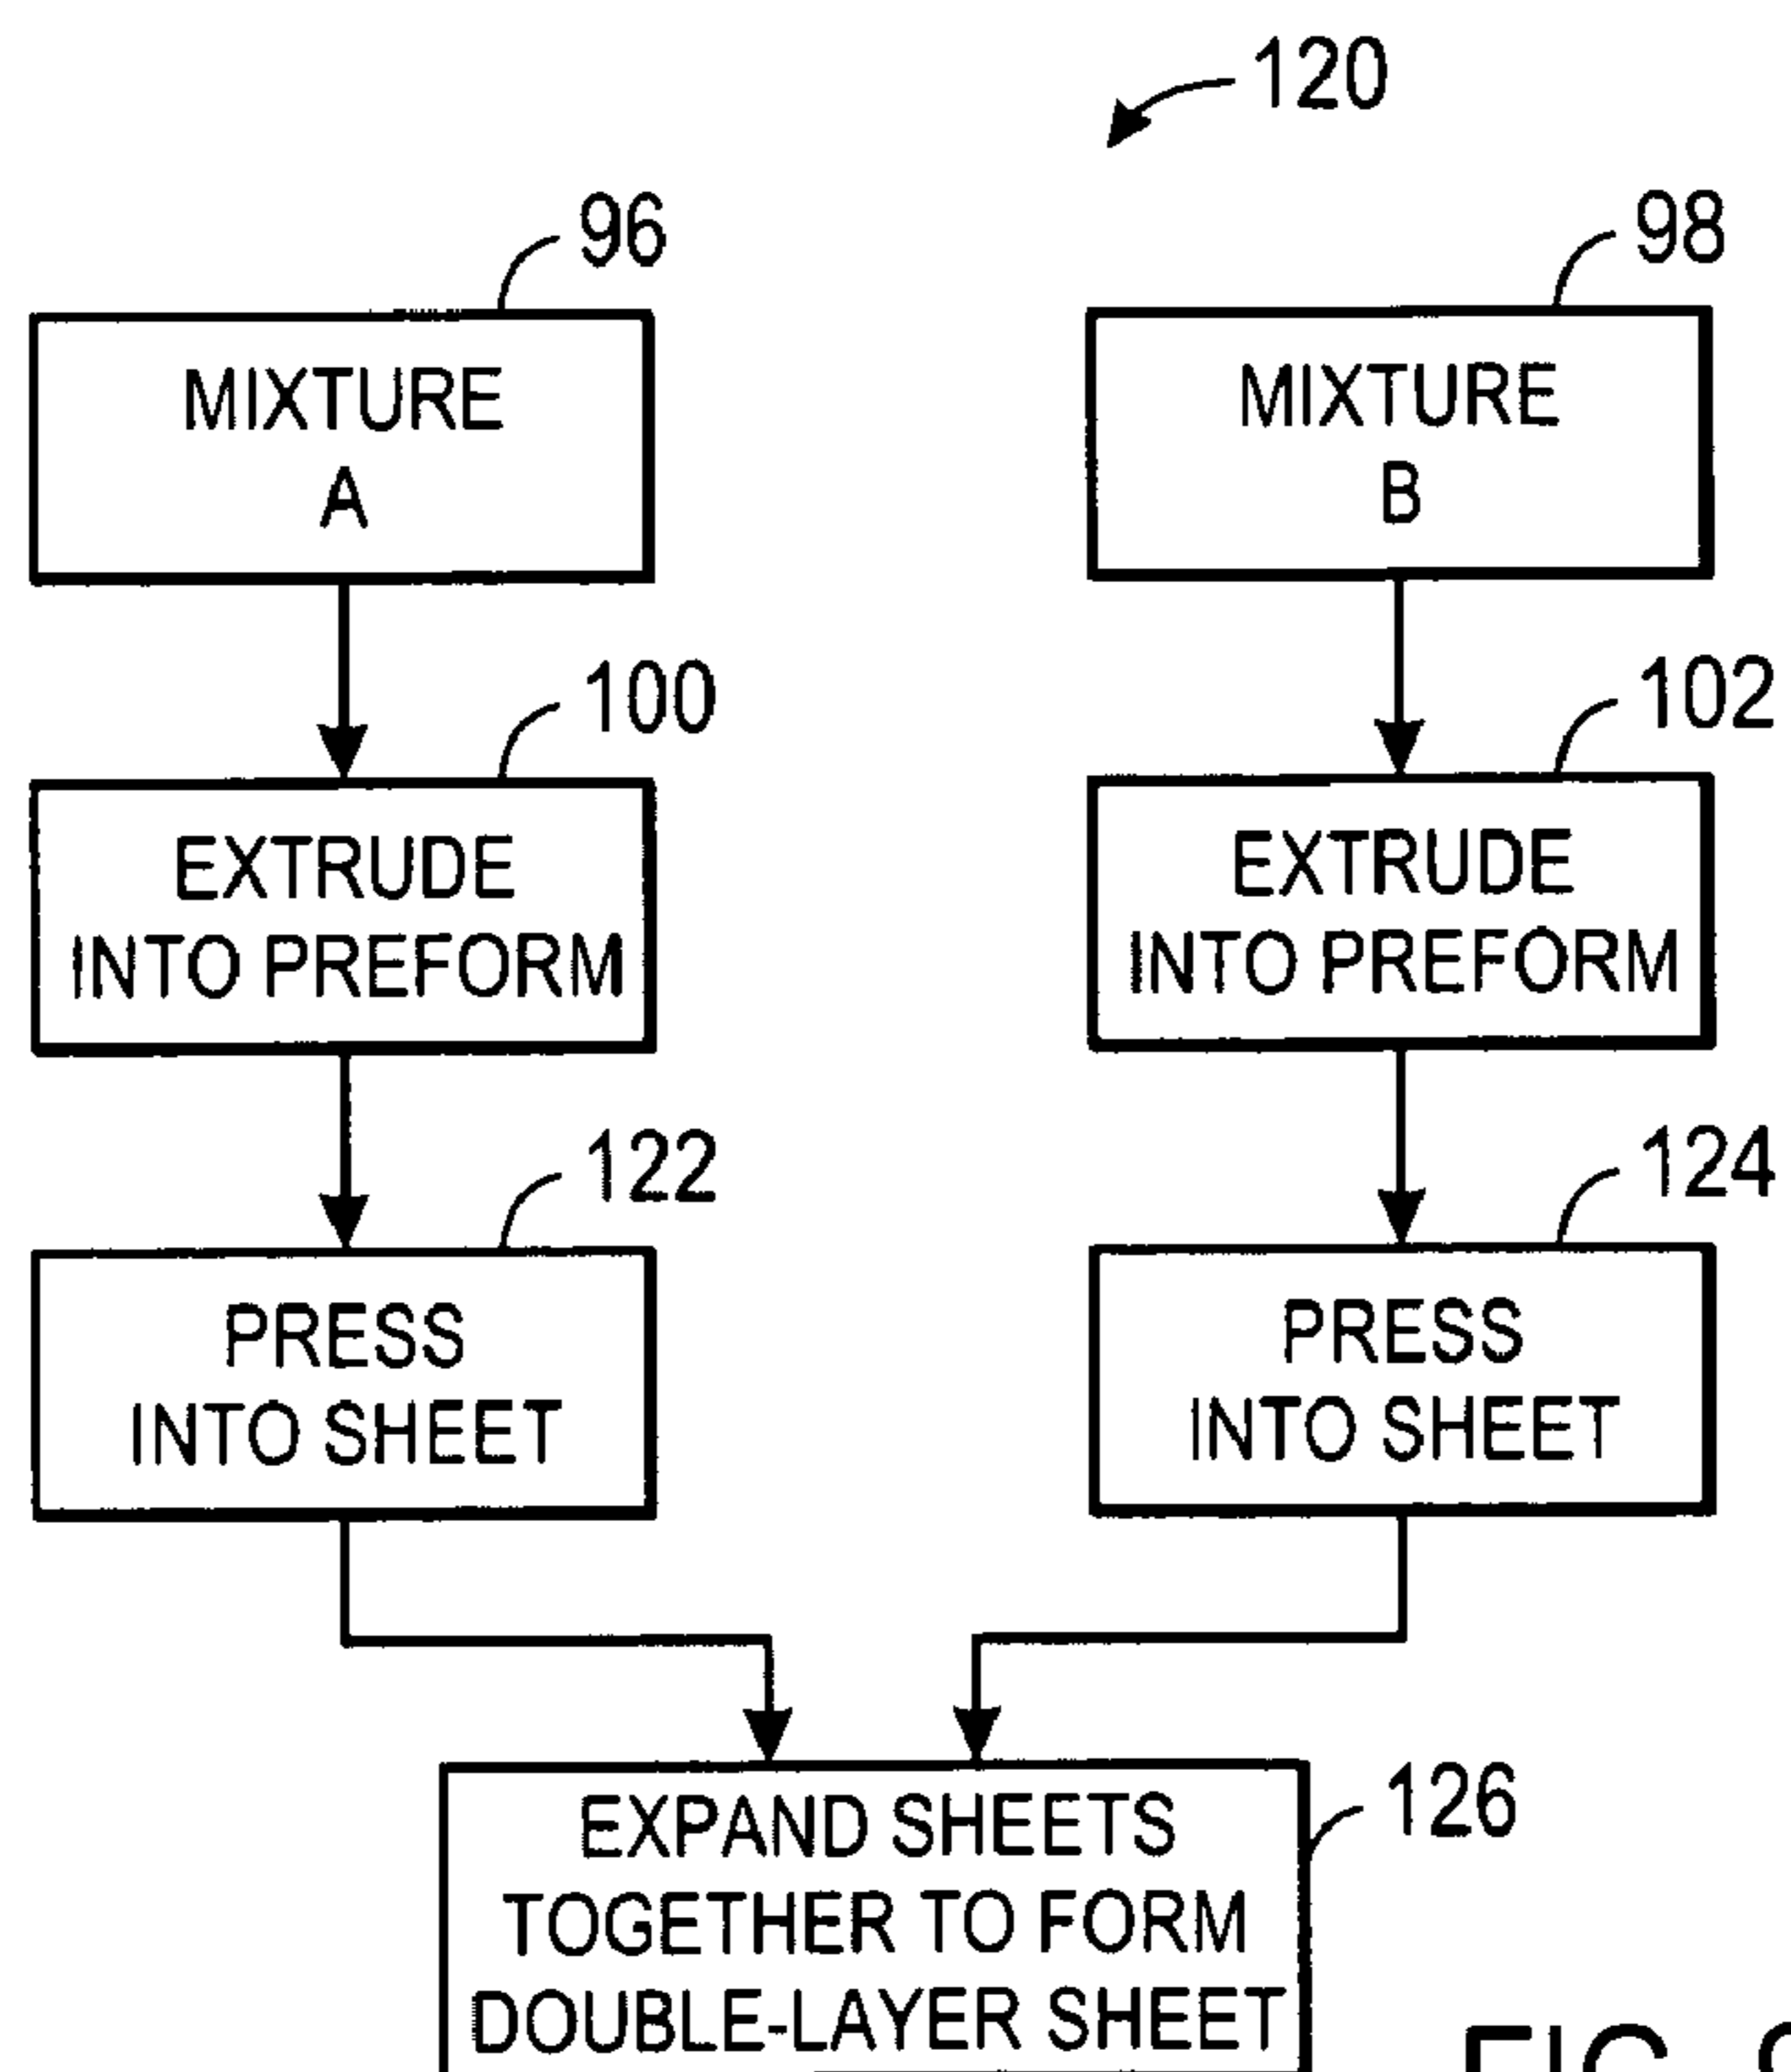 120
96
98
MIXTURE
A
MIXTURE
B
100
102
EXTRUDE
INTO PREFORM
EXTRUDE
INTO PREFORM
122
124
PRESS
INTO SHEET
PRESS
INTO SHEET
126
EXPAND SHEETS
TOGETHER TO FORM
DOUBLE-LAYER SHEET